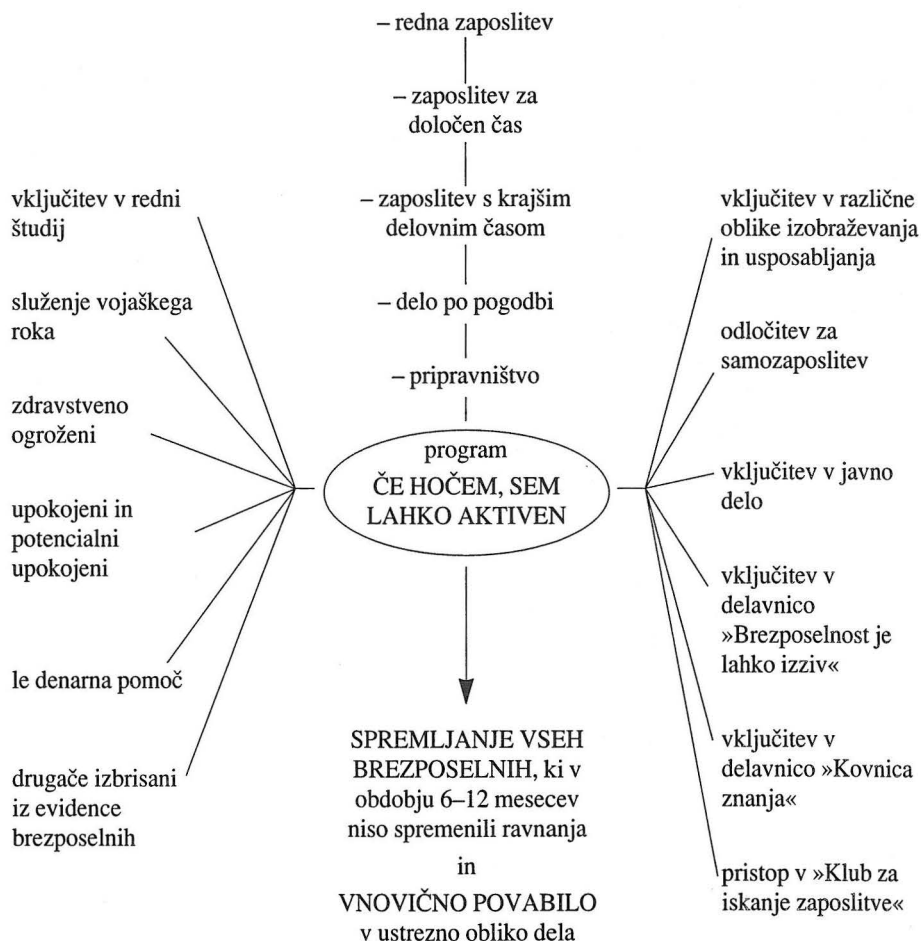 – redna zaposlitev
– zaposlitev za
določen čas
– zaposlitev s krajšim
delovnim časom
– delo po pogodbi
– pripravništvo
vključitev v redni
študij
služenje vojaškega
roka
zdravstveno
ogroženi
upokojeni in
potencialni
upokojeni
le denarna pomoč
drugače izbrisani
iz evidence
brezposelnih
program
ČE HOČEM, SEM
LAHKO AKTIVEN
SPREMLJANJE VSEH
BREZPOSELNIH, ki v
obdobju 6–12 mesecev
niso spremenili ravnanja
in
VNOVIČNO POVABILO
v ustrezno obliko dela
vključitev v različne
oblike izobraževanja
in usposabljanja
odločitev za
samozaposlitev
vključitev v javno
delo
vključitev v
delavnico
»Brezposelnost je
lahko izziv«
vključitev v
delavnico »Kovnica
znanja«
pristop v »Klub za
iskanje zaposlitve«